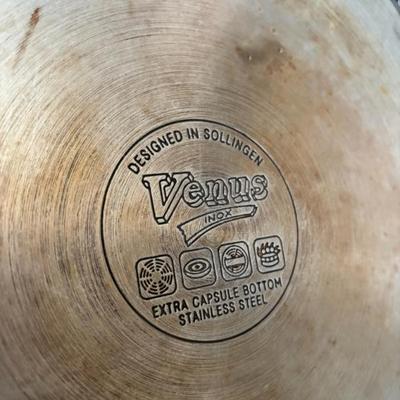 DESIGNED IN SOLLINGEN
Venus
INOX
EXTRA CAPSULE BOTTOM
STAINLESS STEEL